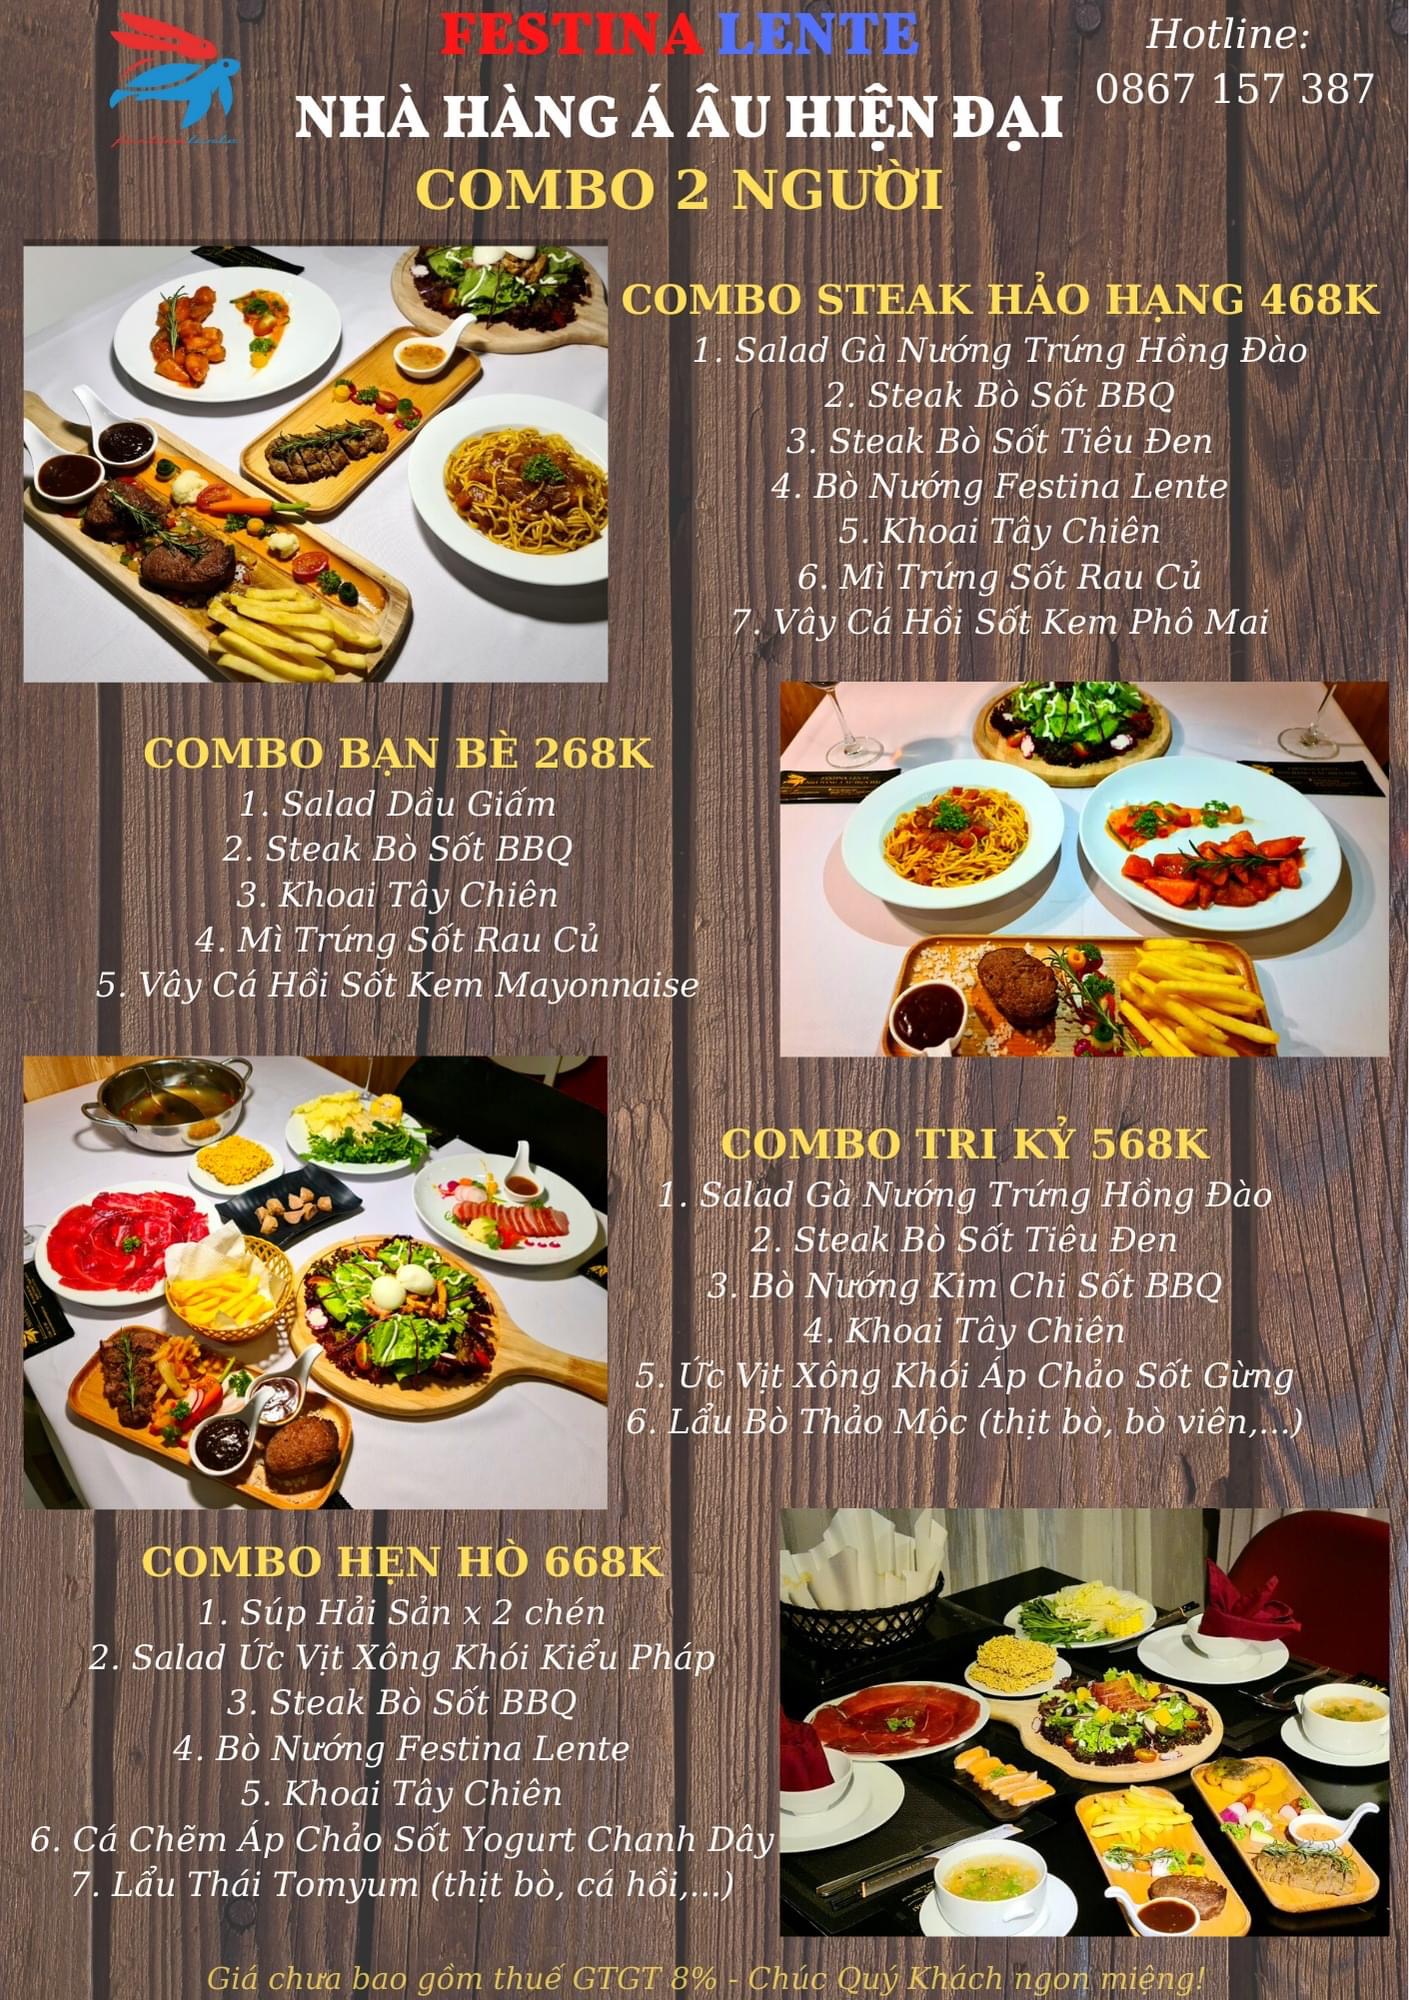 FESTINA LENTE
Hotline:
0867 157 387
NHÀ HÀNG Á ÂU HIỆN ĐẠI
COMBO 2 NGƯỜI
COMBO STEAK HẢO HẠNG 468K
1. Salad Gà Nướng Trứng Hồng Đào
2. Steak Bò Sốt BBQ
3. Steak Bò Sốt Tiêu Đen
4. Bò Nướng Festina Lente
5. Khoai Tây Chiên
6. Mì Trứng Sốt Rau Củ
7. Vây Cá Hồi Sốt Kem Phô Mai
COMBO BẠN BÈ 268K
1. Salad Dầu Giấm
2. Steak Bò Sốt BBQ
3. Khoai Tây Chiên
4. Mì Trứng Sốt Rau Củ
5. Vây Cá Hồi Sốt Kem Mayonnaise
COMBO TRI KỶ 568K
1. Salad Gà Nướng Trứng Hồng Đào
2. Steak Bò Sốt Tiêu Đen
3. Bò Nướng Kim Chi Sốt BBQ
4. Khoai Tây Chiên
5. Ức Vịt Xông Khói Áp Chảo Sốt Gừng
6. Lẩu Bò Thảo Mộc (thịt bò, bò viên,...)
COMBO HẸN HÒ 668K
1. Súp Hải Sản x 2 chén
2. Salad Ức Vịt Xông Khói Kiểu Pháp
3. Steak Bò Sốt BBQ
4. Bò Nướng Festina Lente
5. Khoai Tây Chiên
6. Cá Chẽm Áp Chảo Sốt Yogurt Chanh Dây
7. Lẩu Thái Tomyum (thịt bò, cá hồi,...)
Giá chưa bao gồm thuế GTGT 8% - Chúc Quý Khách ngon miệng!